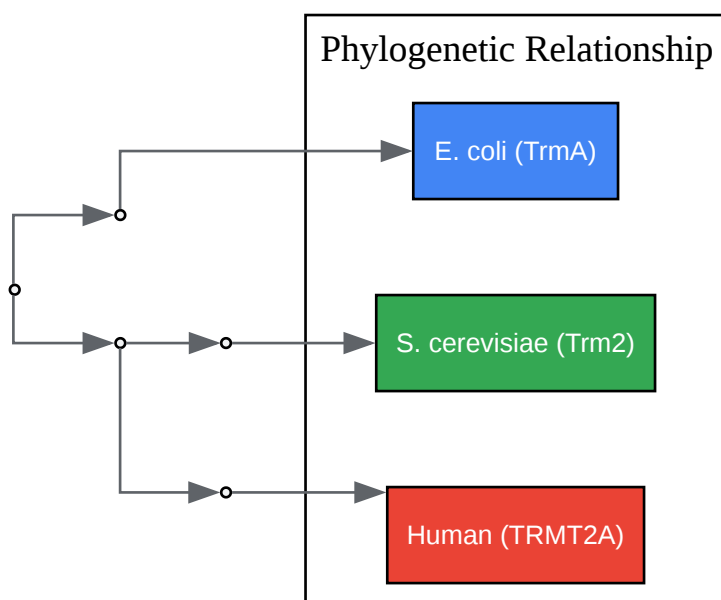 Phylogenetic Relationship
E. coli (TrmA)
S. cerevisiae (Trm2)
Human (TRMT2A)